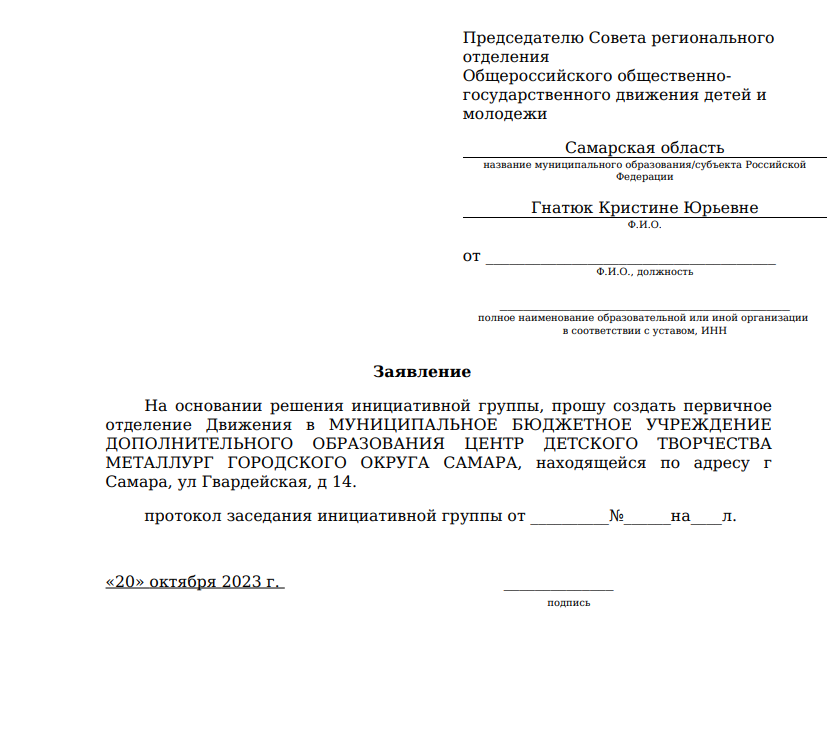 Председателю Совета регионального
отделения
Общероссийского общественно-
государственного движения детей и
молодежи
Самарская область
название муниципального образования/субъекта Российской
Федерации
Гнатюк Кристине Юрьевне
Ф.И.О.
от _____________________________________
Ф.И.О., должность
_____________________________________
полное наименование образовательной или иной организации
в соответствии с уставом, ИНН
Заявление
На основании решения инициативной группы, прошу создать первичное
отделение Движения в МУНИЦИПАЛЬНОЕ БЮДЖЕТНОЕ УЧРЕЖДЕНИЕ
ДОПОЛНИТЕЛЬНОГО ОБРАЗОВАНИЯ ЦЕНТР ДЕТСКОГО ТВОРЧЕСТВА
МЕТАЛЛУРГ ГОРОДСКОГО ОКРУГА САМАРА, находящейся по адресу г
Самара, ул Гвардейская, д 14.
протокол заседания инициативной группы от __________№______на____л.
«20» октября 2023 г. ______________
подпись